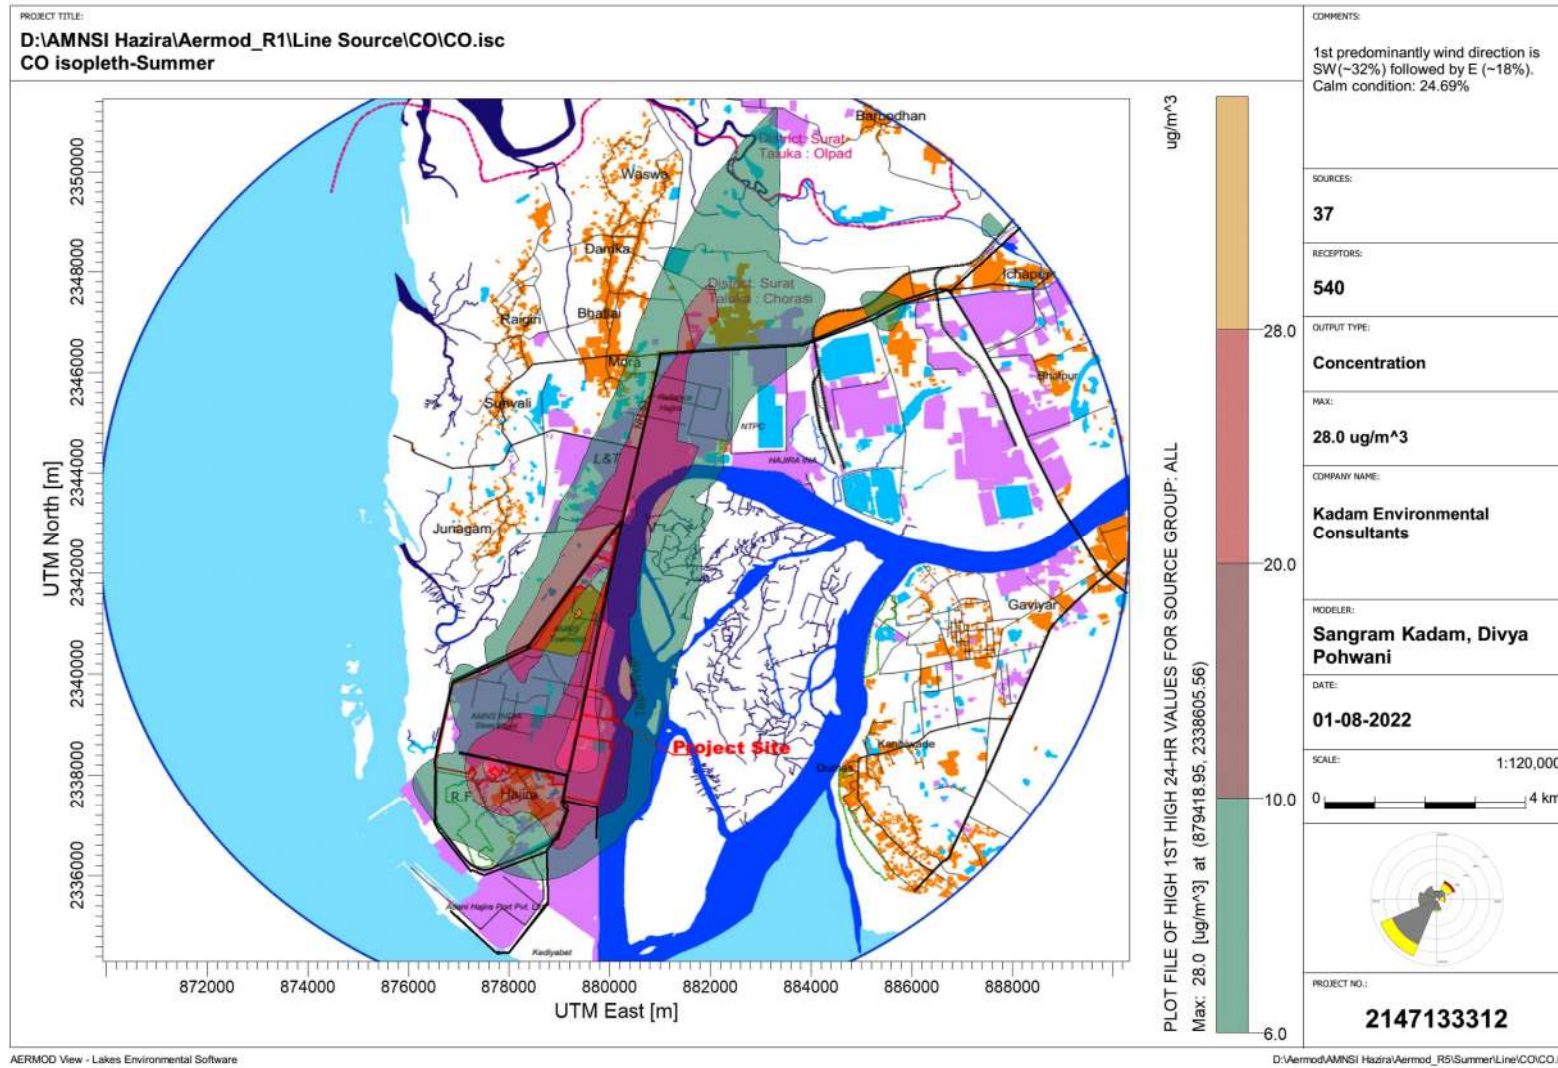 PROJECT TITLE:
D:\AMNSI Hazira\Aermod_R1\Line Source\CO\CO.isc
CO isopleth-Summer
COMMENTS:
1st predominantly wind direction is
SW(~32%) followed by E (~18%).
Calm condition: 24.69%
SOURCES:
37
RECEPTORS:
540
OUTPUT TYPE:
Concentration
MAX:
28.0 ug/m^3
COMPANY NAME:
Kadam Environmental
Consultants
MODELER:
Sangram Kadam, Divya
Pohwani
DATE:
01-08-2022
SCALE:
1:120,000
0
4 km
PROJECT NO.:
2147133312
UTM North [m]
2350000
2348000
2346000
2344000
2342000
2340000
2338000
2336000
872000
874000
876000
878000
880000
882000
884000
886000
888000
UTM East [m]
Barbodhan
District: Surat
Taluka : Olpad
Waswa
Damka
Ichapur
District: Surat
Taluka : Chorasi
Rajgiri
Bhatlai
Mora
Suvali
Bhatpur
Reliance
Hajira
NTPC
L&T
HAJIRA INA
Junagam
Gaviyar
AMNS INDIA
Project Site
Kandiwade
Dumas
R.F.
Hajira
Adani Hajira Port Pvt. Ltd
Kadiyabet
PLOT FILE OF HIGH 1ST HIGH 24-HR VALUES FOR SOURCE GROUP: ALL
Max: 28.0 [ug/m^3] at (879418.95, 2338605.56)
ug/m^3
28.0
20.0
10.0
6.0
AERMOD View - Lakes Environmental Software
D:\Aermod\AMNSI Hazira\Aermod_R5\Summer\Line\CO\CO.i